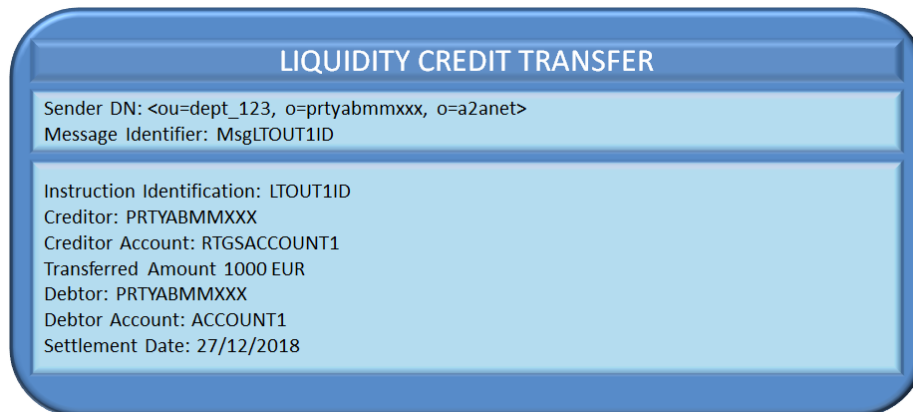 LIQUIDITY CREDIT TRANSFER
Sender DN: <ou=dept_123, o=prtyabmmxxx, o=a2anet>
Message Identifier: MsgLTOUT1ID
Instruction Identification: LTOUT1ID
Creditor: PRTYABMMXXX
Creditor Account: RTGSACCOUNT1
Transferred Amount 1000 EUR
Debtor: PRTYABMMXXX
Debtor Account: ACCOUNT1
Settlement Date: 27/12/2018